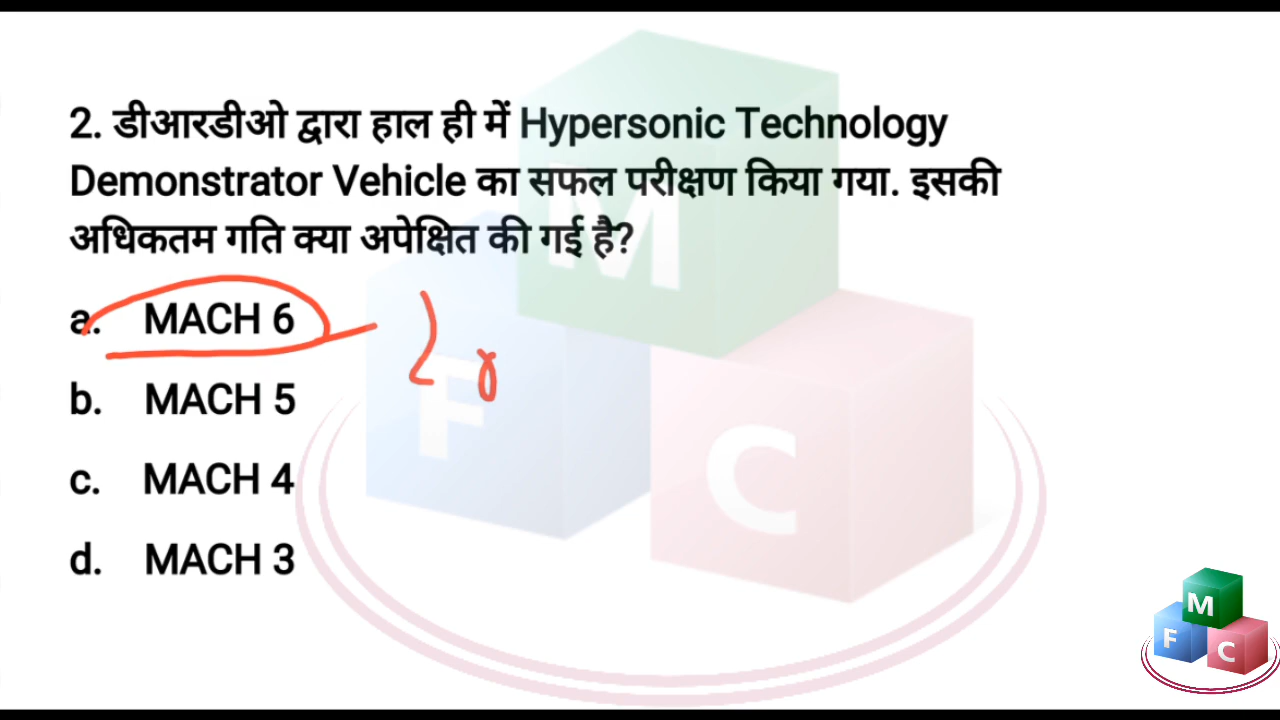 2. डीआरडीओ द्वारा हाल ही में Hypersonic Technology
Demonstrator Vehicle का सफल परीक्षण किया गया. इसकी
अधिकतम गति क्या अपेक्षित की गई है?
a. MACH 6
b. MACH 5
c. MACH 4
d. MACH 3
M
F
C
M
F
C